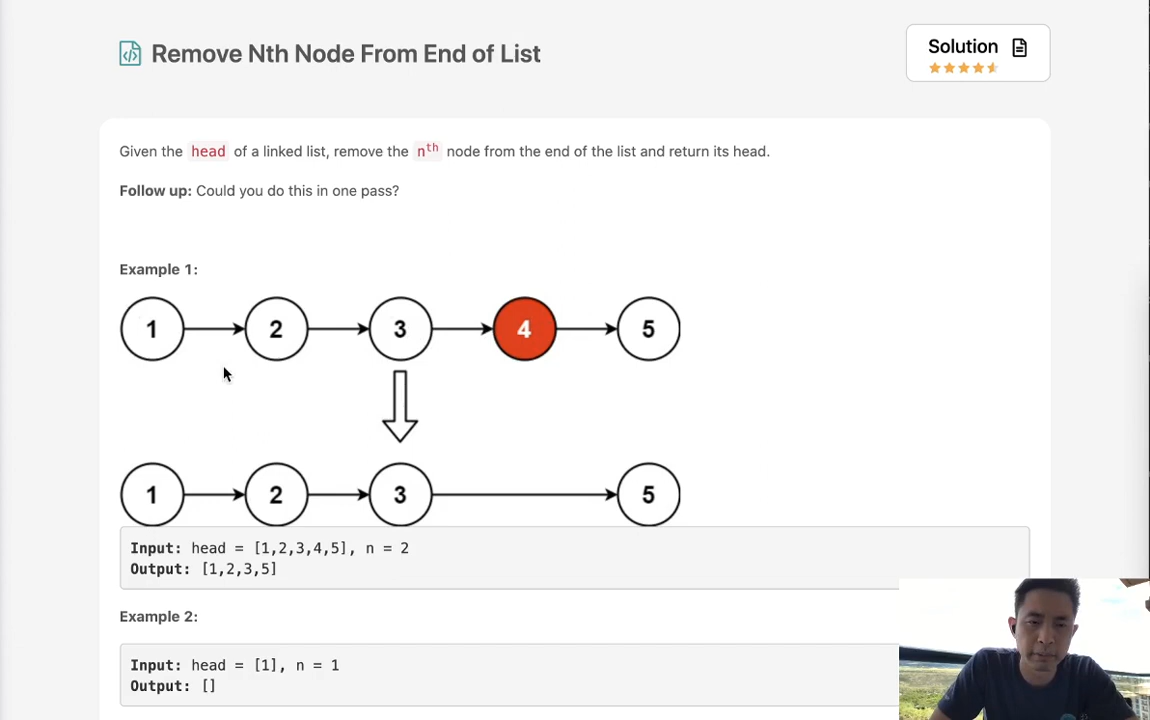 Remove Nth Node From End of List
Solution
Given the head of a linked list, remove the nth node from the end of the list and return its head.
Follow up: Could you do this in one pass?
Example 1:
1 2 3 4 5
1 2 3 5
Input: head = [1,2,3,4,5], n = 2
Output: [1,2,3,5]
Example 2:
Input: head = [1], n = 1
Output: []